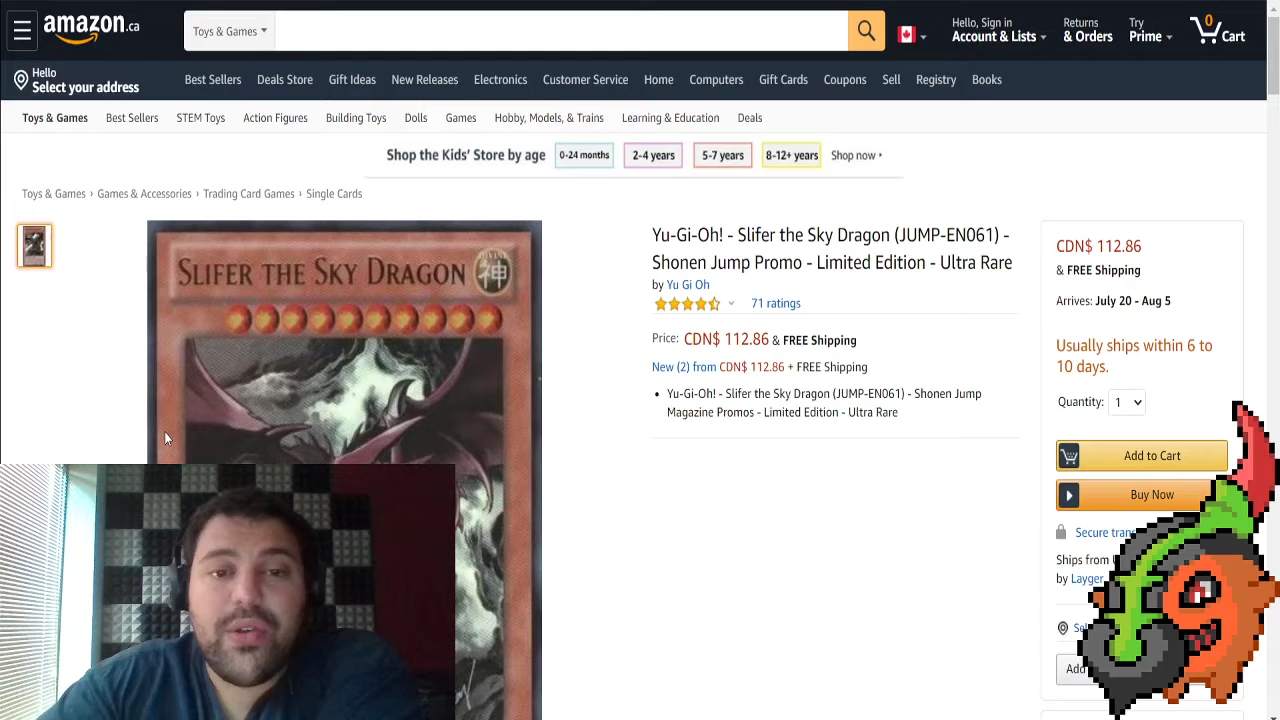 amazon.ca
Toys & Games
Hello, Sign in
Account & Lists
Returns
& Orders
Try
Prime
0
Cart
Hello
Select your address
Best Sellers Deals Store Gift Ideas New Releases Electronics Customer Service Home Computers Gift Cards Coupons Sell Registry Books
Toys & Games Best Sellers STEM Toys Action Figures Building Toys Dolls Games Hobby, Models, & Trains Learning & Education Deals
Shop the Kids' Store by age 0-24 months 2-4 years 5-7 years 8-12+ years Shop now ›
Toys & Games › Games & Accessories › Trading Card Games › Single Cards
SLIFER THE SKY DRAGON
神
Yu-Gi-Oh! - Slifer the Sky Dragon (JUMP-EN061) -
Shonen Jump Promo - Limited Edition - Ultra Rare
by Yu Gi Oh
71 ratings
Price: CDN$ 112.86 & FREE Shipping
New (2) from CDN$ 112.86 + FREE Shipping
• Yu-Gi-Oh! - Slifer the Sky Dragon (JUMP-EN061) - Shonen Jump
Magazine Promos - Limited Edition - Ultra Rare
CDN$ 112.86
& FREE Shipping
Arrives: July 20 - Aug 5
Usually ships within 6 to
10 days.
Quantity: 1
Add to Cart
Buy Now
Secure tran
Ships from
by Layger
Sel
Add